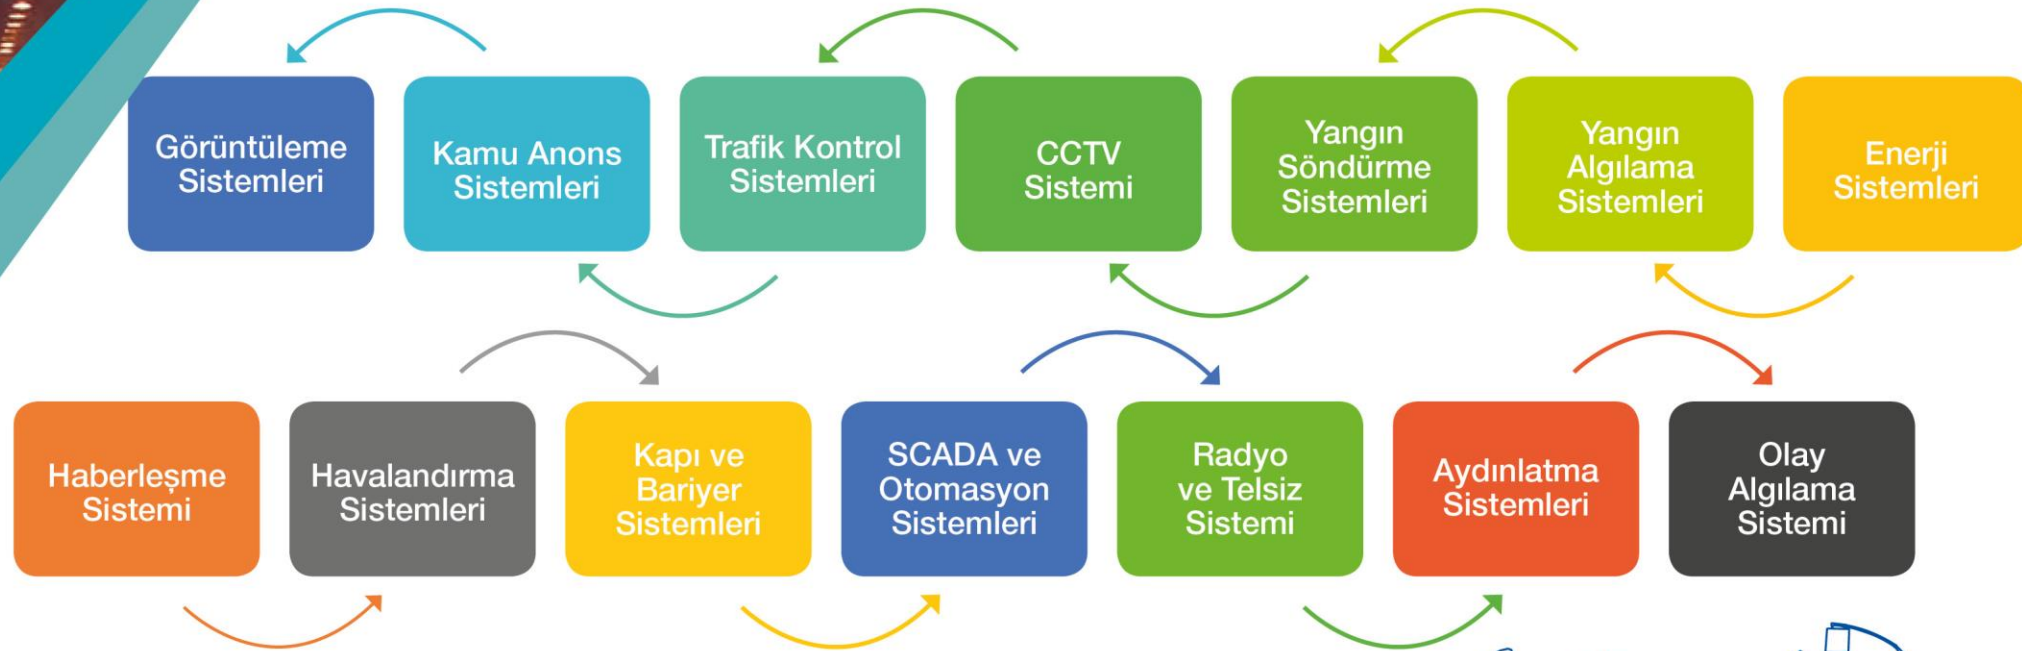 Görüntüleme
Sistemleri
Kamu Anons
Sistemleri
Trafik Kontrol
Sistemleri
CCTV
Sistemi
Yangın
Söndürme
Sistemleri
Yangın
Algılama
Sistemleri
Enerji
Sistemleri
Haberleşme
Sistemi
Havalandırma
Sistemleri
Kapı ve
Bariyer
Sistemleri
SCADA ve
Otomasyon
Sistemleri
Radyo
ve Telsiz
Sistemi
Aydınlatma
Sistemleri
Olay
Algılama
Sistemi